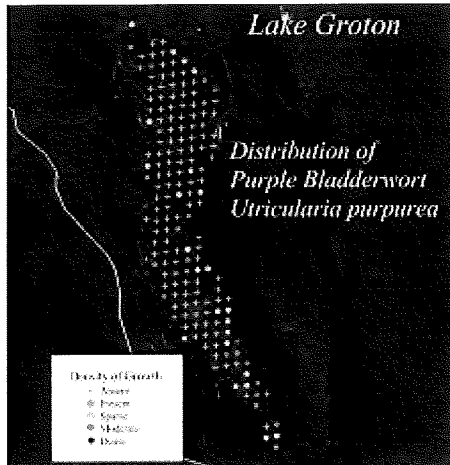 Lake Groton
Distribution of
Purple Bladderwort
Utricularia purpurea
Density of Growth
Absent
Present
Sparse
Moderate
Dense